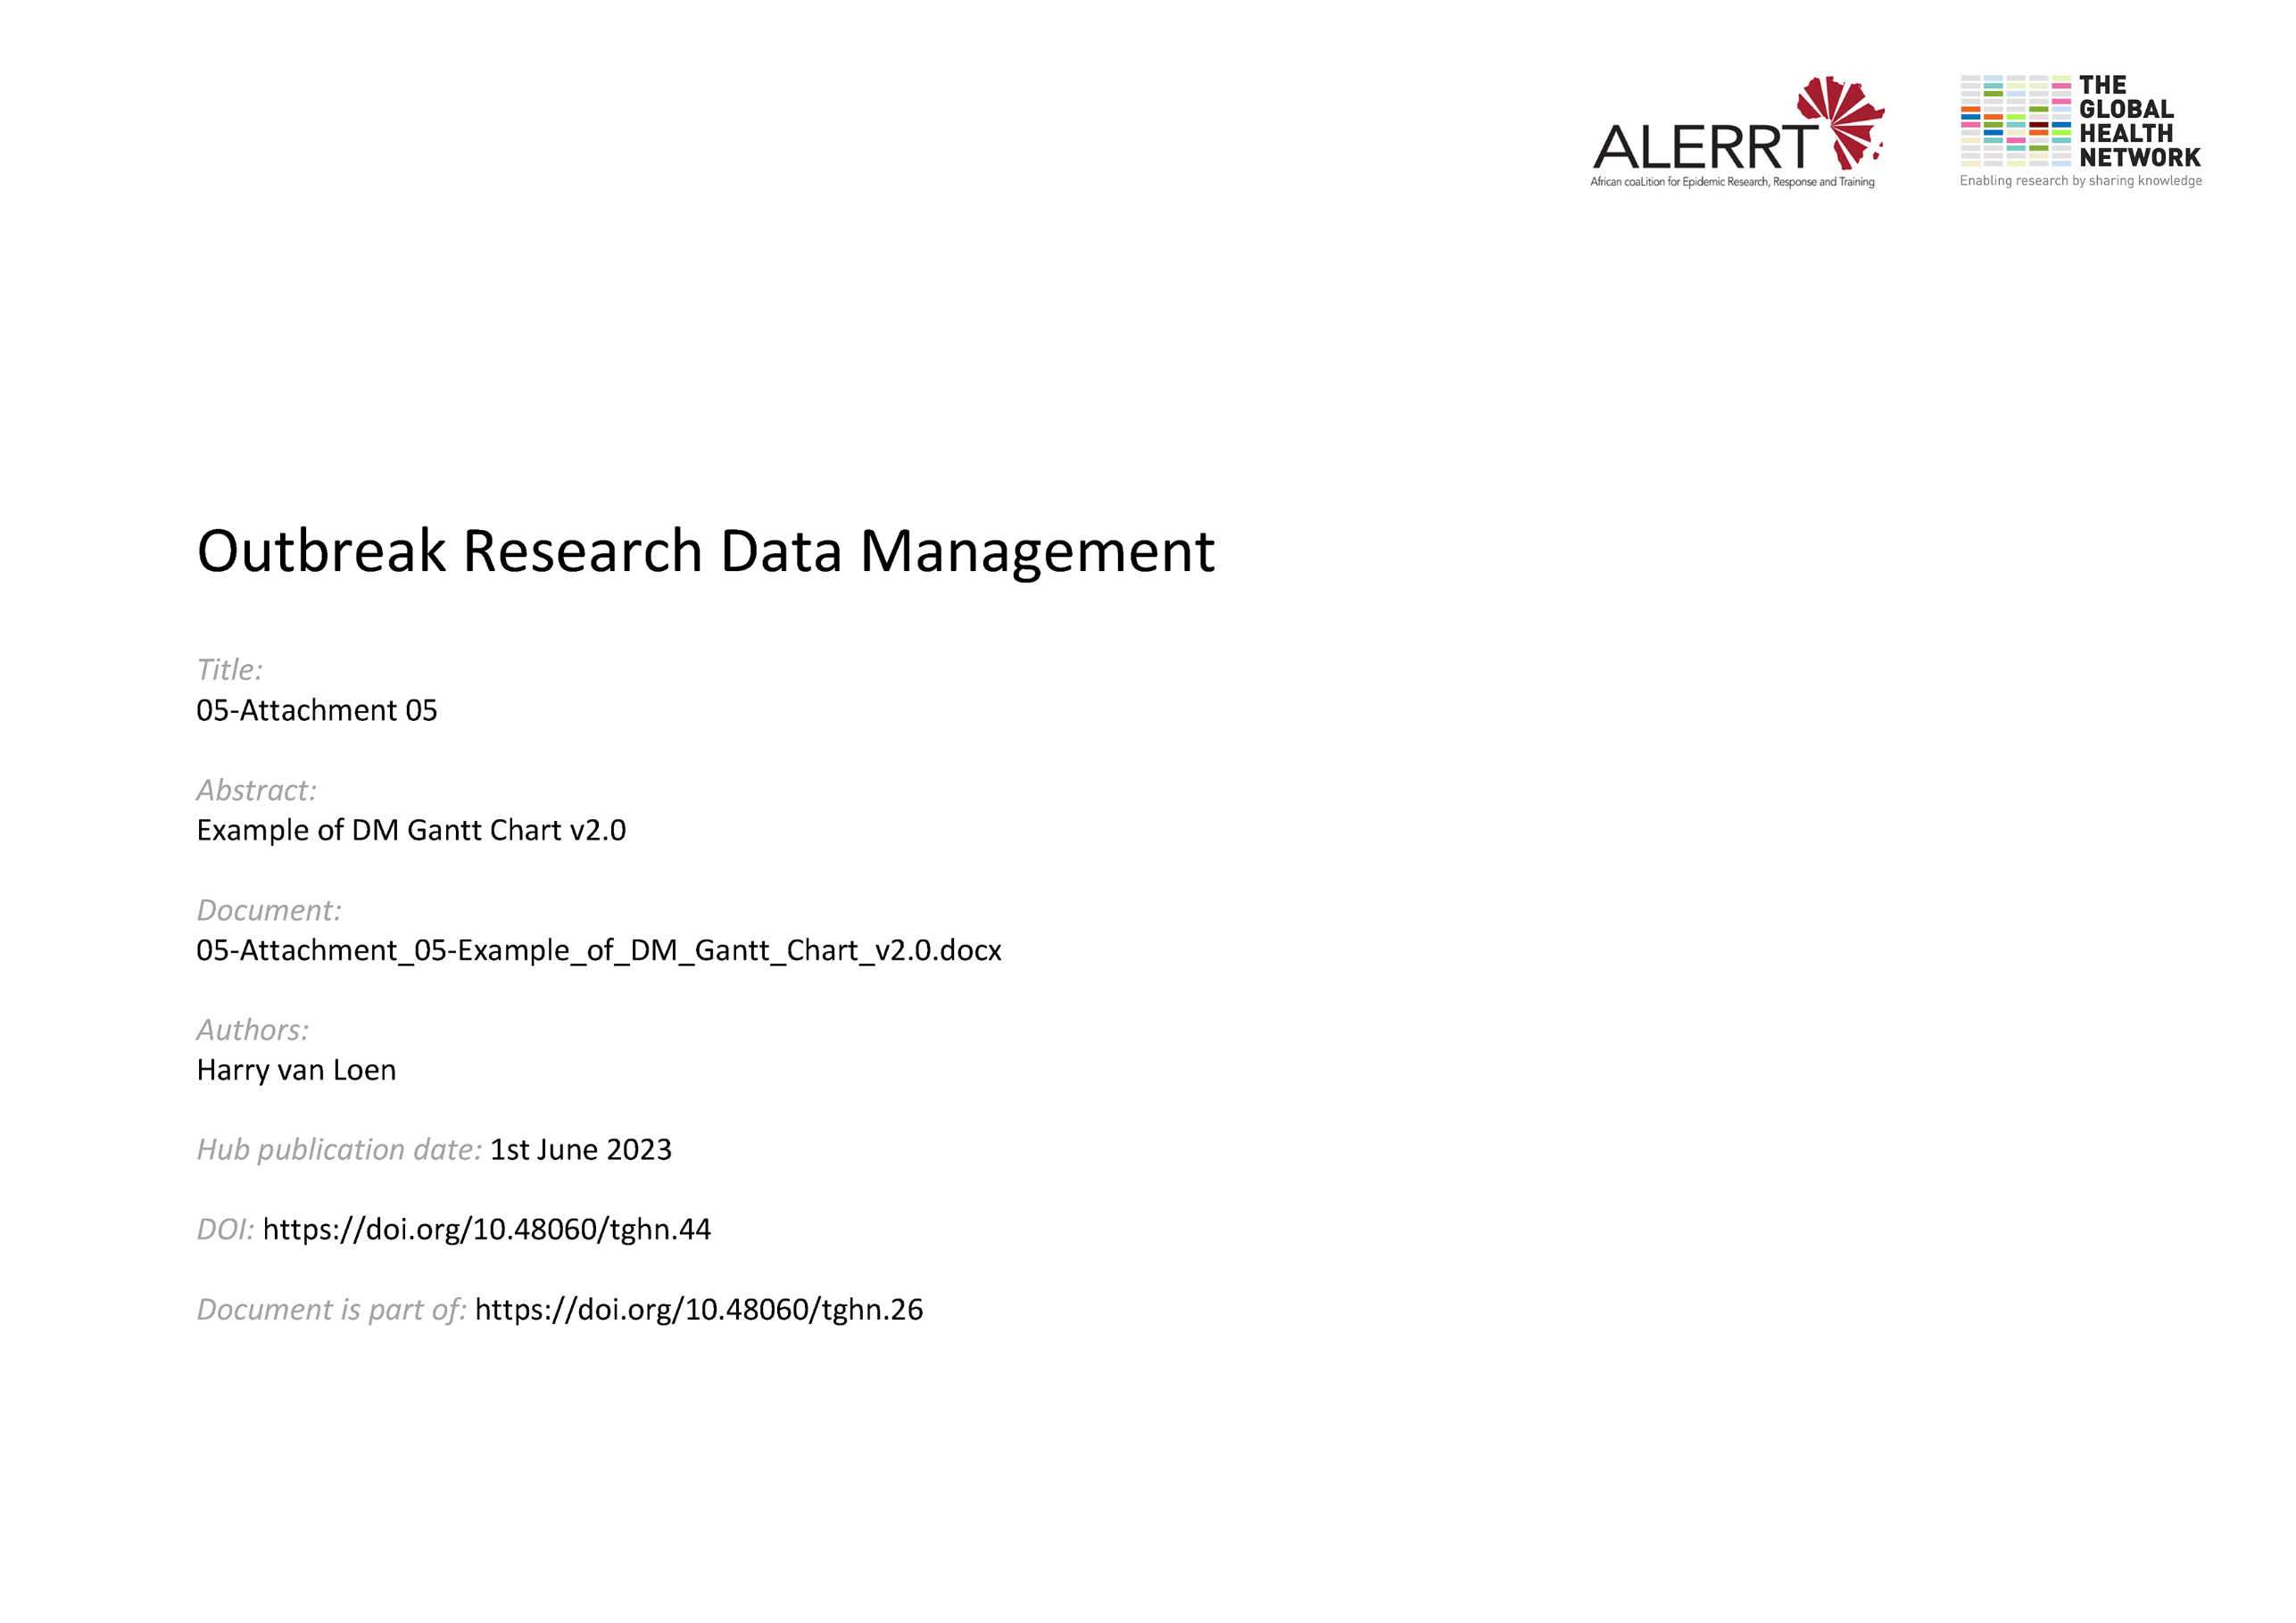 ALERRT
African coaLition for Epidemic Research, Response and Training
THE
GLOBAL
HEALTH
NETWORK
Enabling research by sharing knowledge
Outbreak Research Data Management
Title:
05-Attachment 05
Abstract:
Example of DM Gantt Chart v2.0
Document:
05-Attachment_05-Example_of_DM_Gantt_Chart_v2.0.docx
Authors:
Harry van Loen
Hub publication date: 1st June 2023
DOI: https://doi.org/10.48060/tghn.44
Document is part of: https://doi.org/10.48060/tghn.26